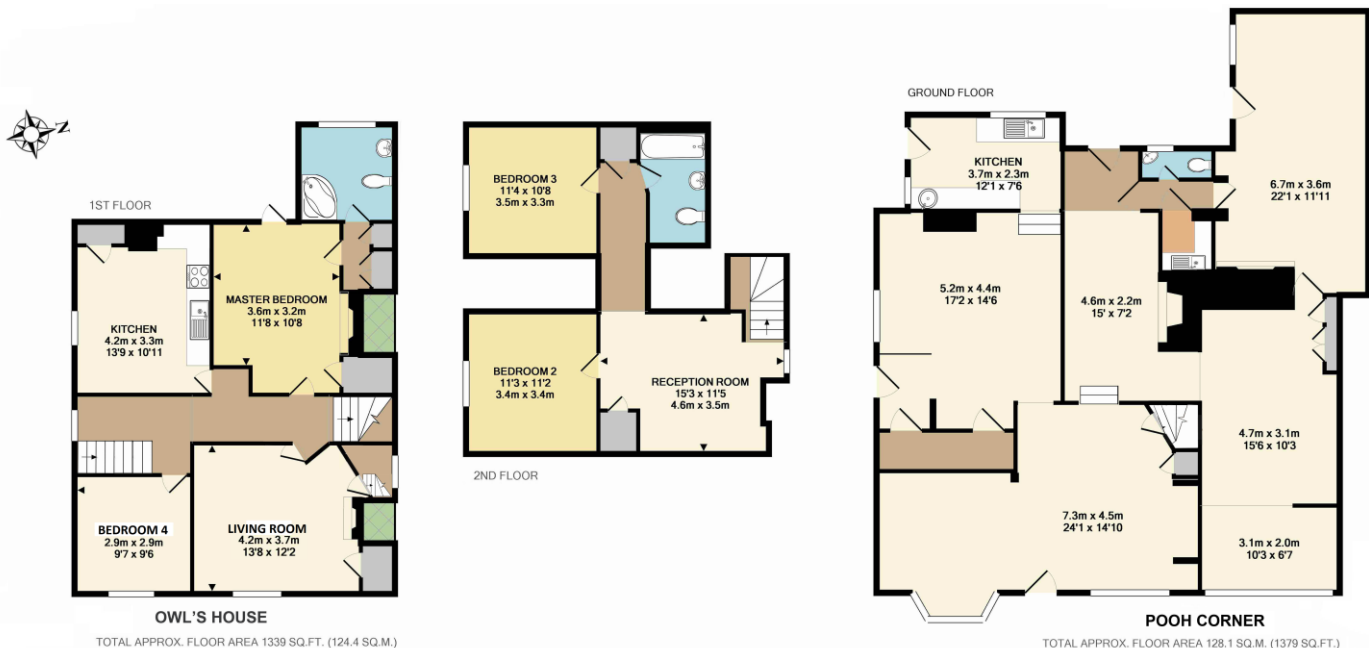 N
1ST FLOOR
KITCHEN
4.2m x 3.3m
13'9 x 10'11
MASTER BEDROOM
3.6m x 3.2m
11'8 x 10'8
BEDROOM 4
2.9m x 2.9m
9'7 x 9'6
LIVING ROOM
4.2m x 3.7m
13'8 x 12'2
OWL'S HOUSE
TOTAL APPROX. FLOOR AREA 1339 SQ.FT. (124.4 SQ.M.)
BEDROOM 3
11'4 x 10'8
3.5m x 3.3m
BEDROOM 2
11'3 x 11'2
3.4m x 3.4m
RECEPTION ROOM
15'3 x 11'5
4.6m x 3.5m
2ND FLOOR
GROUND FLOOR
KITCHEN
3.7m x 2.3m
12'1 x 7'6
6.7m x 3.6m
22'1 x 11'11
5.2m x 4.4m
17'2 x 14'6
4.6m x 2.2m
15' x 7'2
4.7m x 3.1m
15'6 x 10'3
7.3m x 4.5m
24'1 x 14'10
3.1m x 2.0m
10'3 x 6'7
POOH CORNER
TOTAL APPROX. FLOOR AREA 128.1 SQ.M. (1379 SQ.FT.)